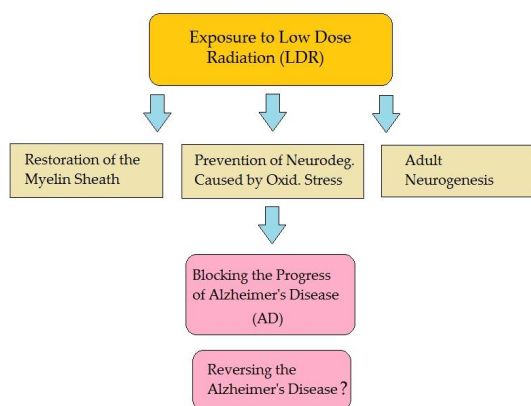 Exposure to Low Dose
Radiation (LDR)
Restoration of the
Myelin Sheath
Prevention of Neurodeg.
Caused by Oxid. Stress
Adult
Neurogenesis
Blocking the Progress
of Alzheimer's Disease
(AD)
Reversing the
Alzheimer's Disease?